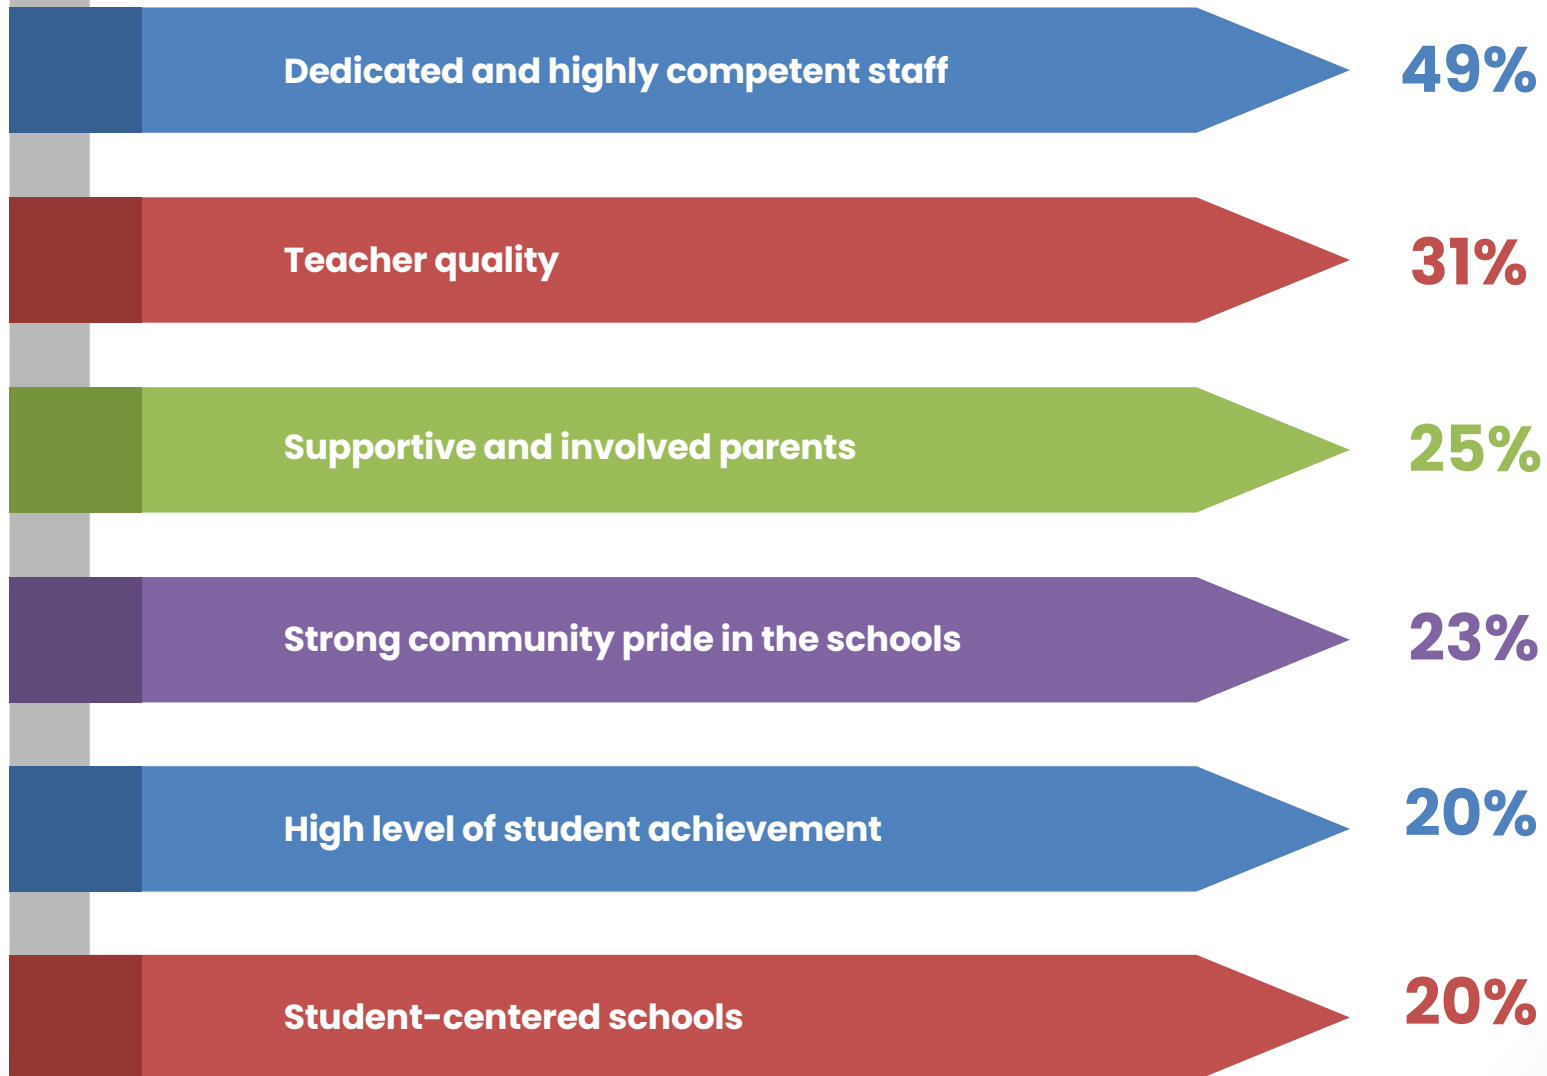 Dedicated and highly competent staff 49%
Teacher quality 31%
Supportive and involved parents 25%
Strong community pride in the schools 23%
High level of student achievement 20%
Student-centered schools 20%